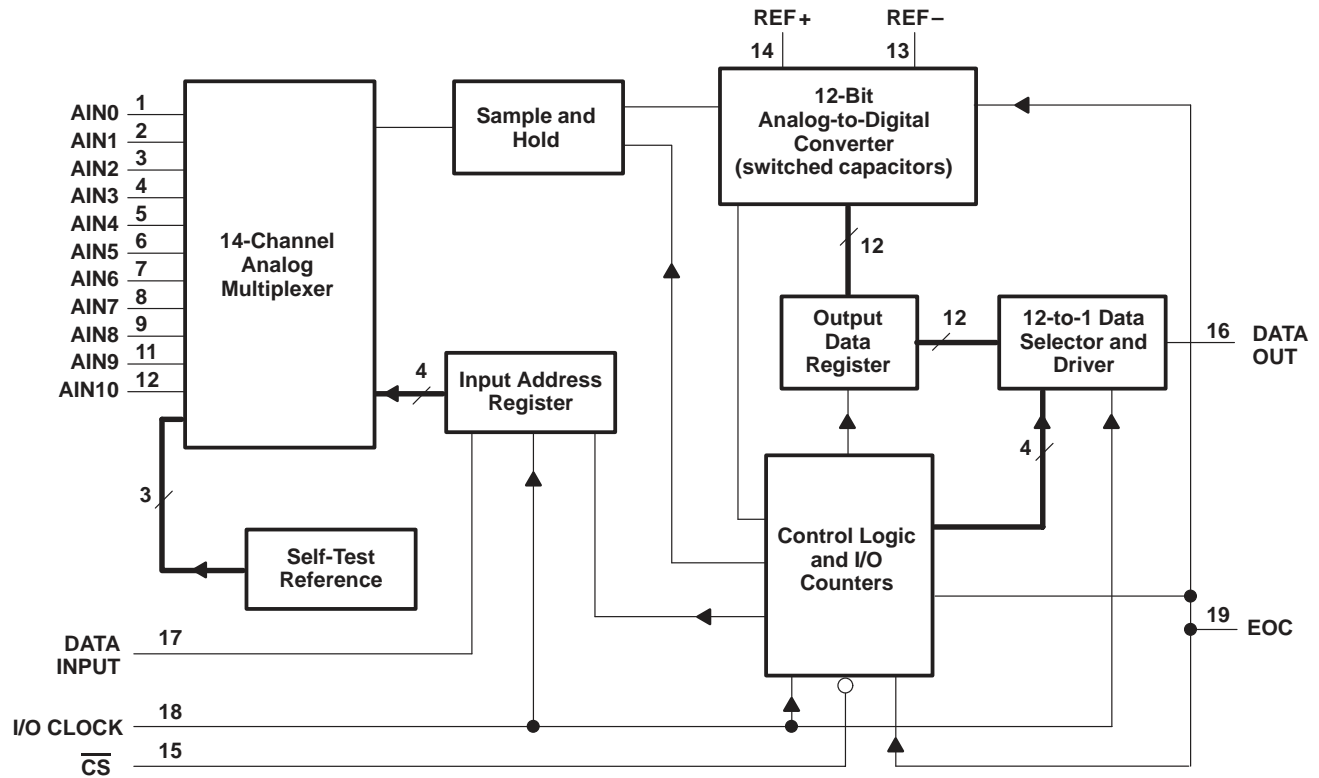 REF+
REF−
14
13
AIN0
1
AIN1
2
AIN2
3
AIN3
4
AIN4
5
AIN5
6
AIN6
7
AIN7
8
AIN8
9
AIN9
11
AIN10
12
14-Channel
Analog
Multiplexer
Sample and
Hold
12-Bit
Analog-to-Digital
Converter
(switched capacitors)
12
Output
Data
Register
12
12-to-1 Data
Selector and
Driver
16
DATA
OUT
4
Input Address
Register
4
3
Self-Test
Reference
Control Logic
and I/O
Counters
19
EOC
DATA
INPUT
17
I/O CLOCK
18
CS
15